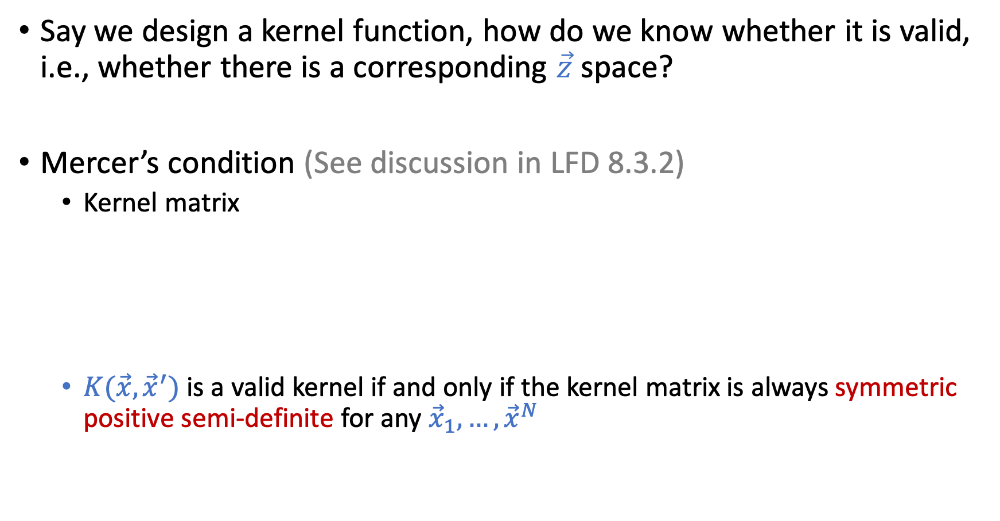 • Say we design a kernel function, how do we know whether it is valid,
i.e., whether there is a corresponding $\vec{z}$ space?
• Mercer’s condition (See discussion in LFD 8.3.2)
• Kernel matrix
• $K(\vec{x}, \vec{x}')$ is a valid kernel if and only if the kernel matrix is always symmetric
positive semi-definite for any $\vec{x}_1, \dots, \vec{x}^N$